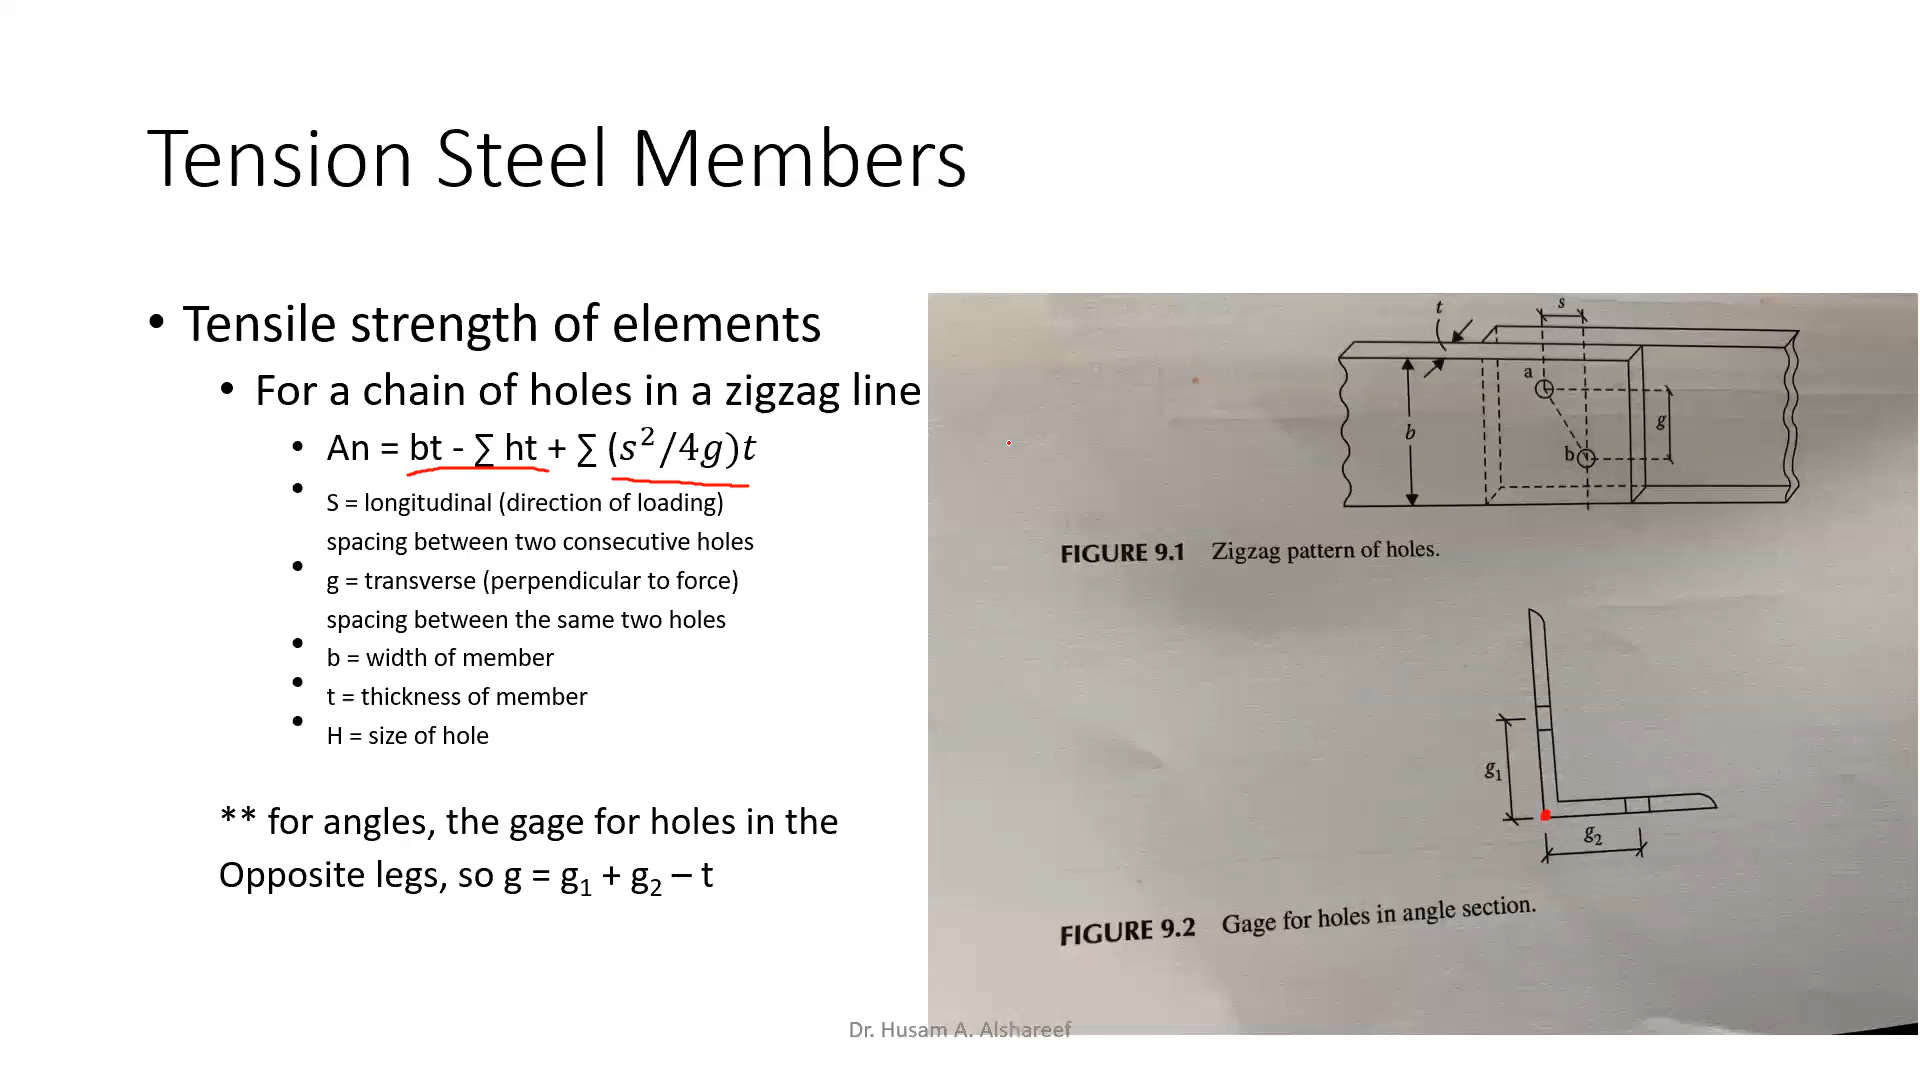 Tension Steel Members
• Tensile strength of elements
• For a chain of holes in a zigzag line
• An = bt - ∑ ht + ∑ (s²/4g)t
• S = longitudinal (direction of loading)
spacing between two consecutive holes
• g = transverse (perpendicular to force)
spacing between the same two holes
• b = width of member
• t = thickness of member
• H = size of hole
** for angles, the gage for holes in the
Opposite legs, so g = g₁ + g₂ – t
t
s
a
b
g
b
FIGURE 9.1 Zigzag pattern of holes.
g₁
g₂
FIGURE 9.2 Gage for holes in angle section.
Dr. Husam A. Alshareef